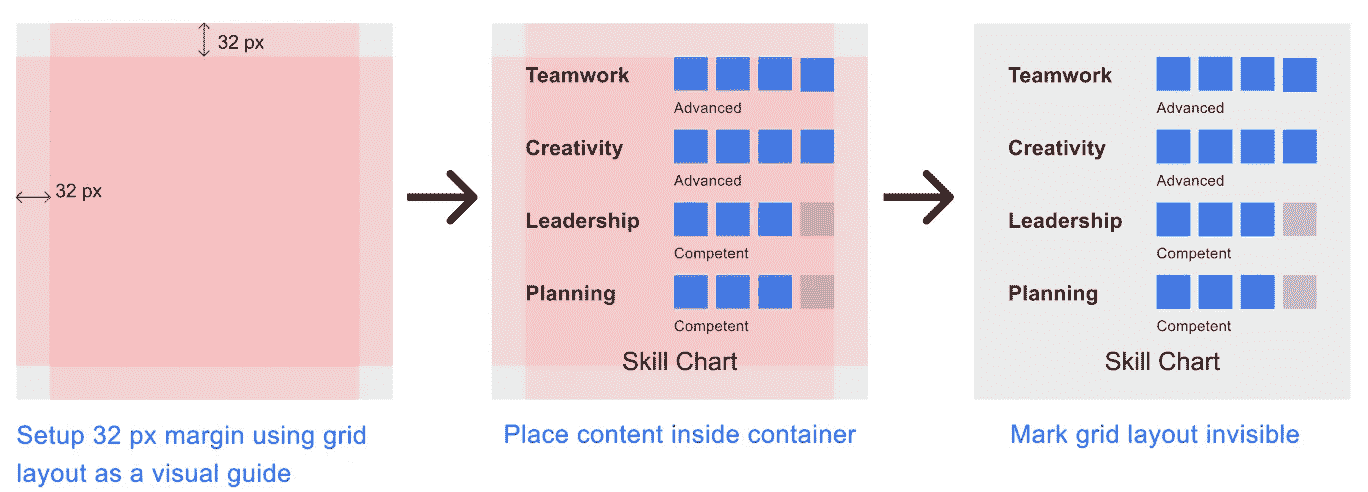 32 px
32 px
Setup 32 px margin using grid
layout as a visual guide
Teamwork
Advanced
Creativity
Advanced
Leadership
Competent
Planning
Competent
Skill Chart
Place content inside container
Teamwork
Advanced
Creativity
Advanced
Leadership
Competent
Planning
Competent
Skill Chart
Mark grid layout invisible